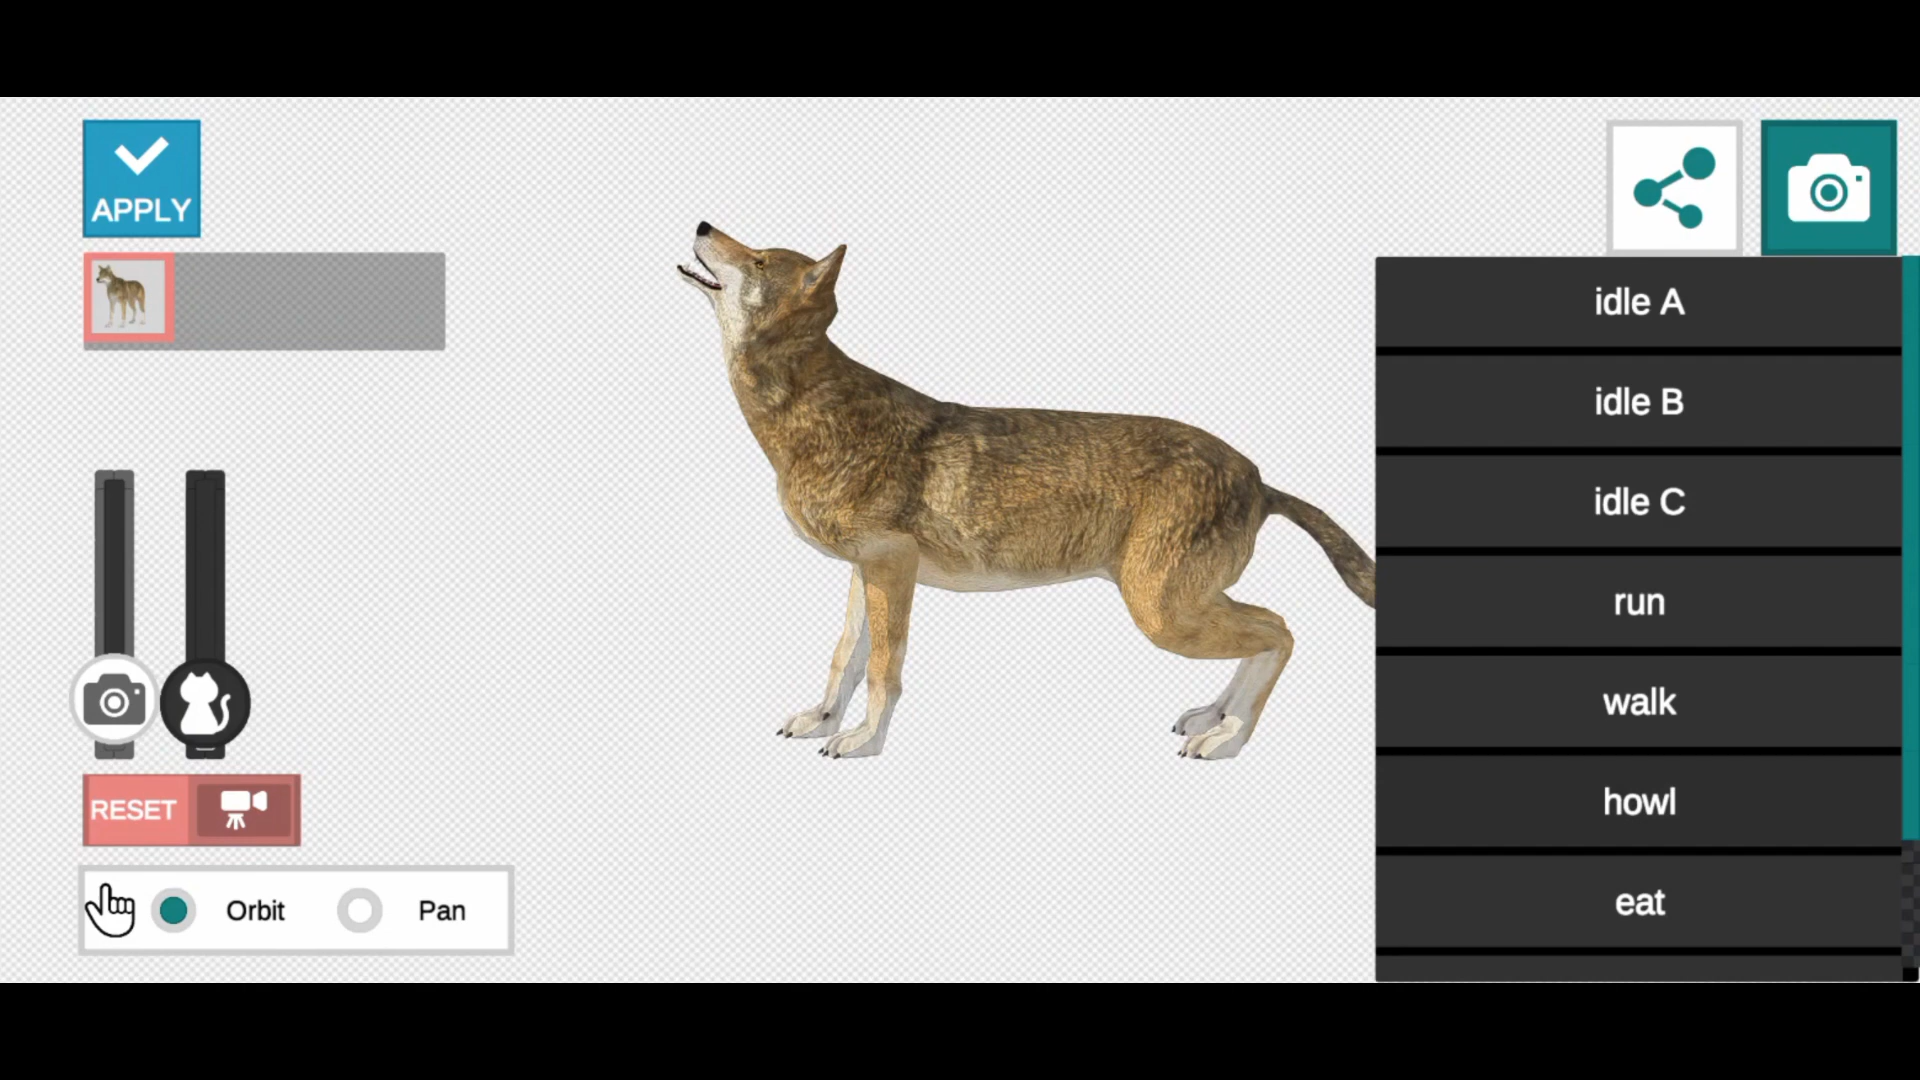 APPLY
idle A
idle B
idle C
run
walk
howl
eat
RESET
Orbit
Pan